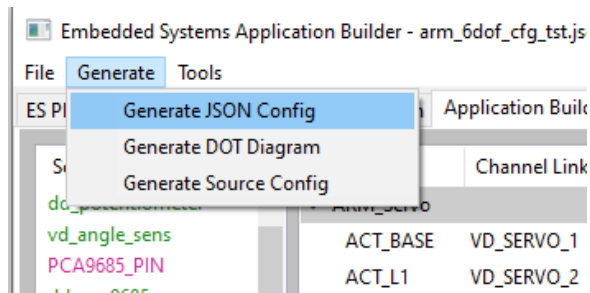 Embedded Systems Application Builder - arm_6dof_cfg_tst.js
File Generate Tools
ES Pl Application Buil
Generate JSON Config
Generate DOT Diagram
Generate Source Config
Channel Link
vd_angle_sens
PCA9685_PIN
ACT_BASE VD_SERVO_1
ACT_L1 VD_SERVO_2